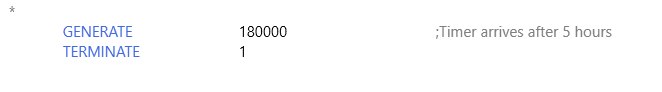 *
GENERATE 180000 ;Timer arrives after 5 hours
TERMINATE 1